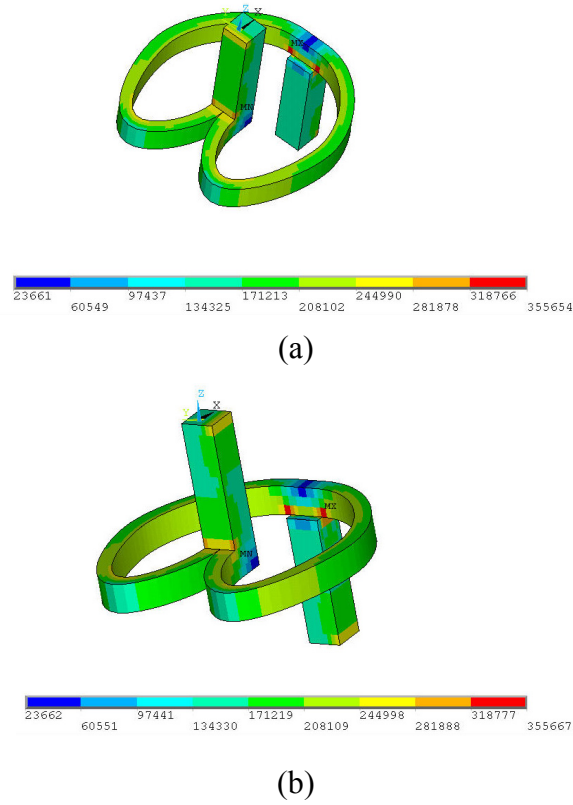 Y Z X
MX
MN
23661 97437 171213 244990 318766
60549 134325 208102 281878 355654
(a)
Z
Y X
MX
MN
23662 97441 171219 244998 318777
60551 134330 208109 281888 355667
(b)